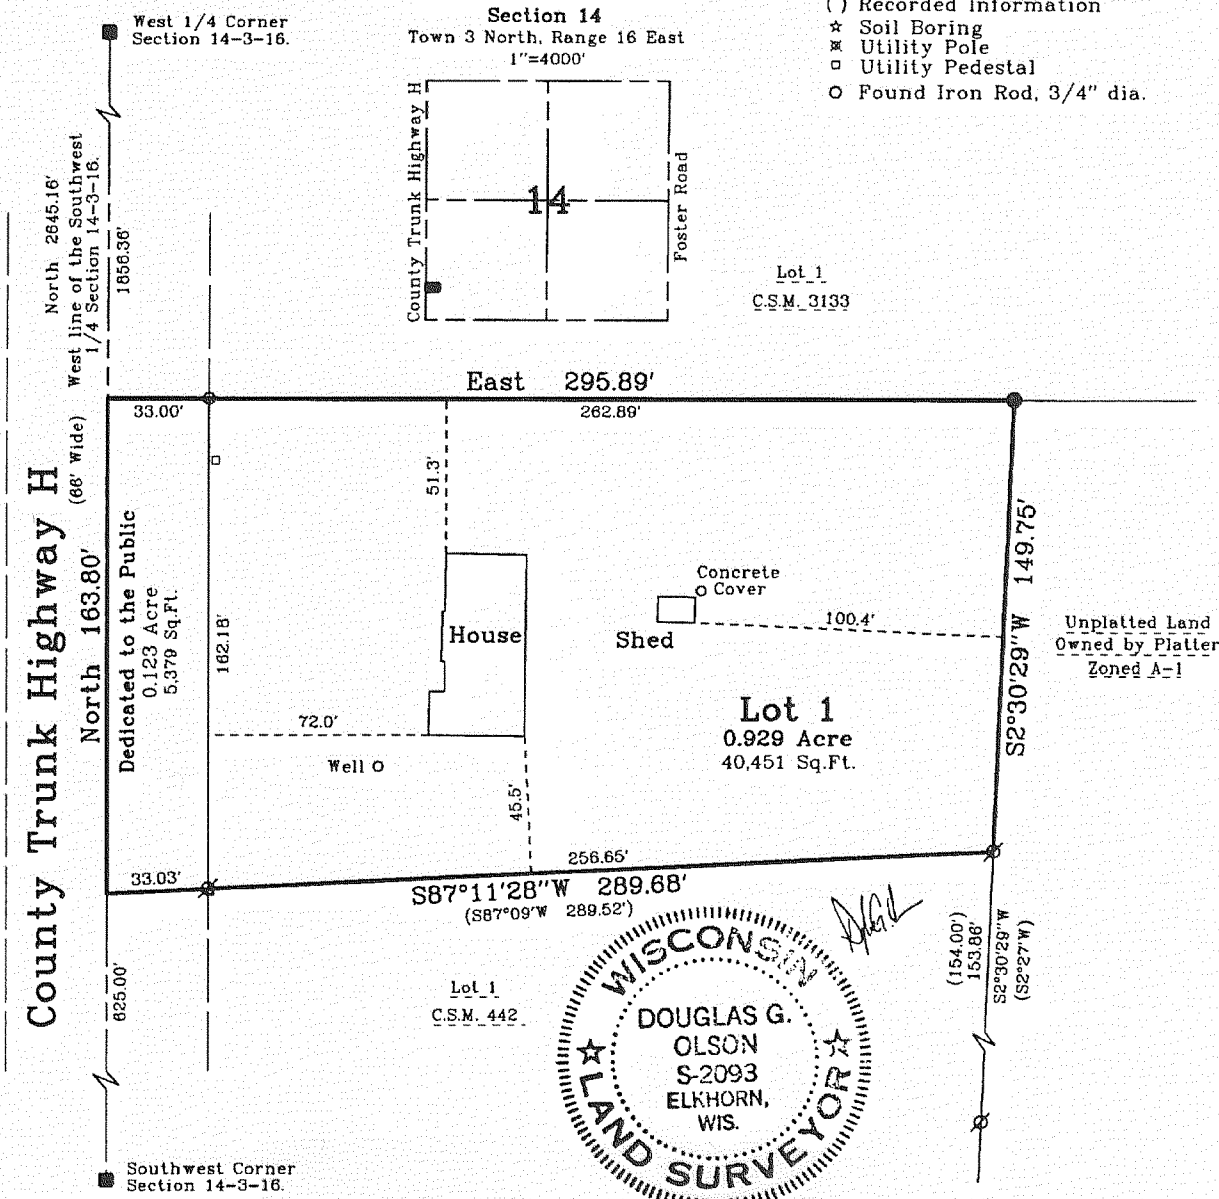 West 1/4 Corner
Section 14-3-16.
Section 14
Town 3 North, Range 16 East
1"=4000'
( ) Recorded Information
☆ Soil Boring
Utility Pole
□ Utility Pedestal
○ Found Iron Rod, 3/4" dia.
County Trunk Highway H
14
Foster Road
Lot 1
C.S.M. 3133
North 2645.16'
West line of the Southwest
1/4 Section 14-3-16.
1856.36'
East 295.89'
33.00'
262.89'
County Trunk Highway H
(66' Wide)
North 163.80'
Dedicated to the Public
0.123 Acre
5,379 Sq.Ft.
162.18'
51.3'
House
Concrete
Cover
Shed
100.4'
S2°30'29"W 149.75'
Unplatted Land
Owned by Platter
Zoned A-1
72.0'
Well
Lot 1
0.929 Acre
40,451 Sq.Ft.
45.5'
33.03'
256.65'
S87°11'28"W 289.68'
(S87°09'W 289.52')
625.00'
Lot 1
C.S.M. 442
(154.00')
153.86'
S2°30'29"W
(S2°27'W)
WISCONSIN
DOUGLAS G.
OLSON
S-2093
ELKHORN,
WIS.
LAND SURVEYOR
Southwest Corner
Section 14-3-16.